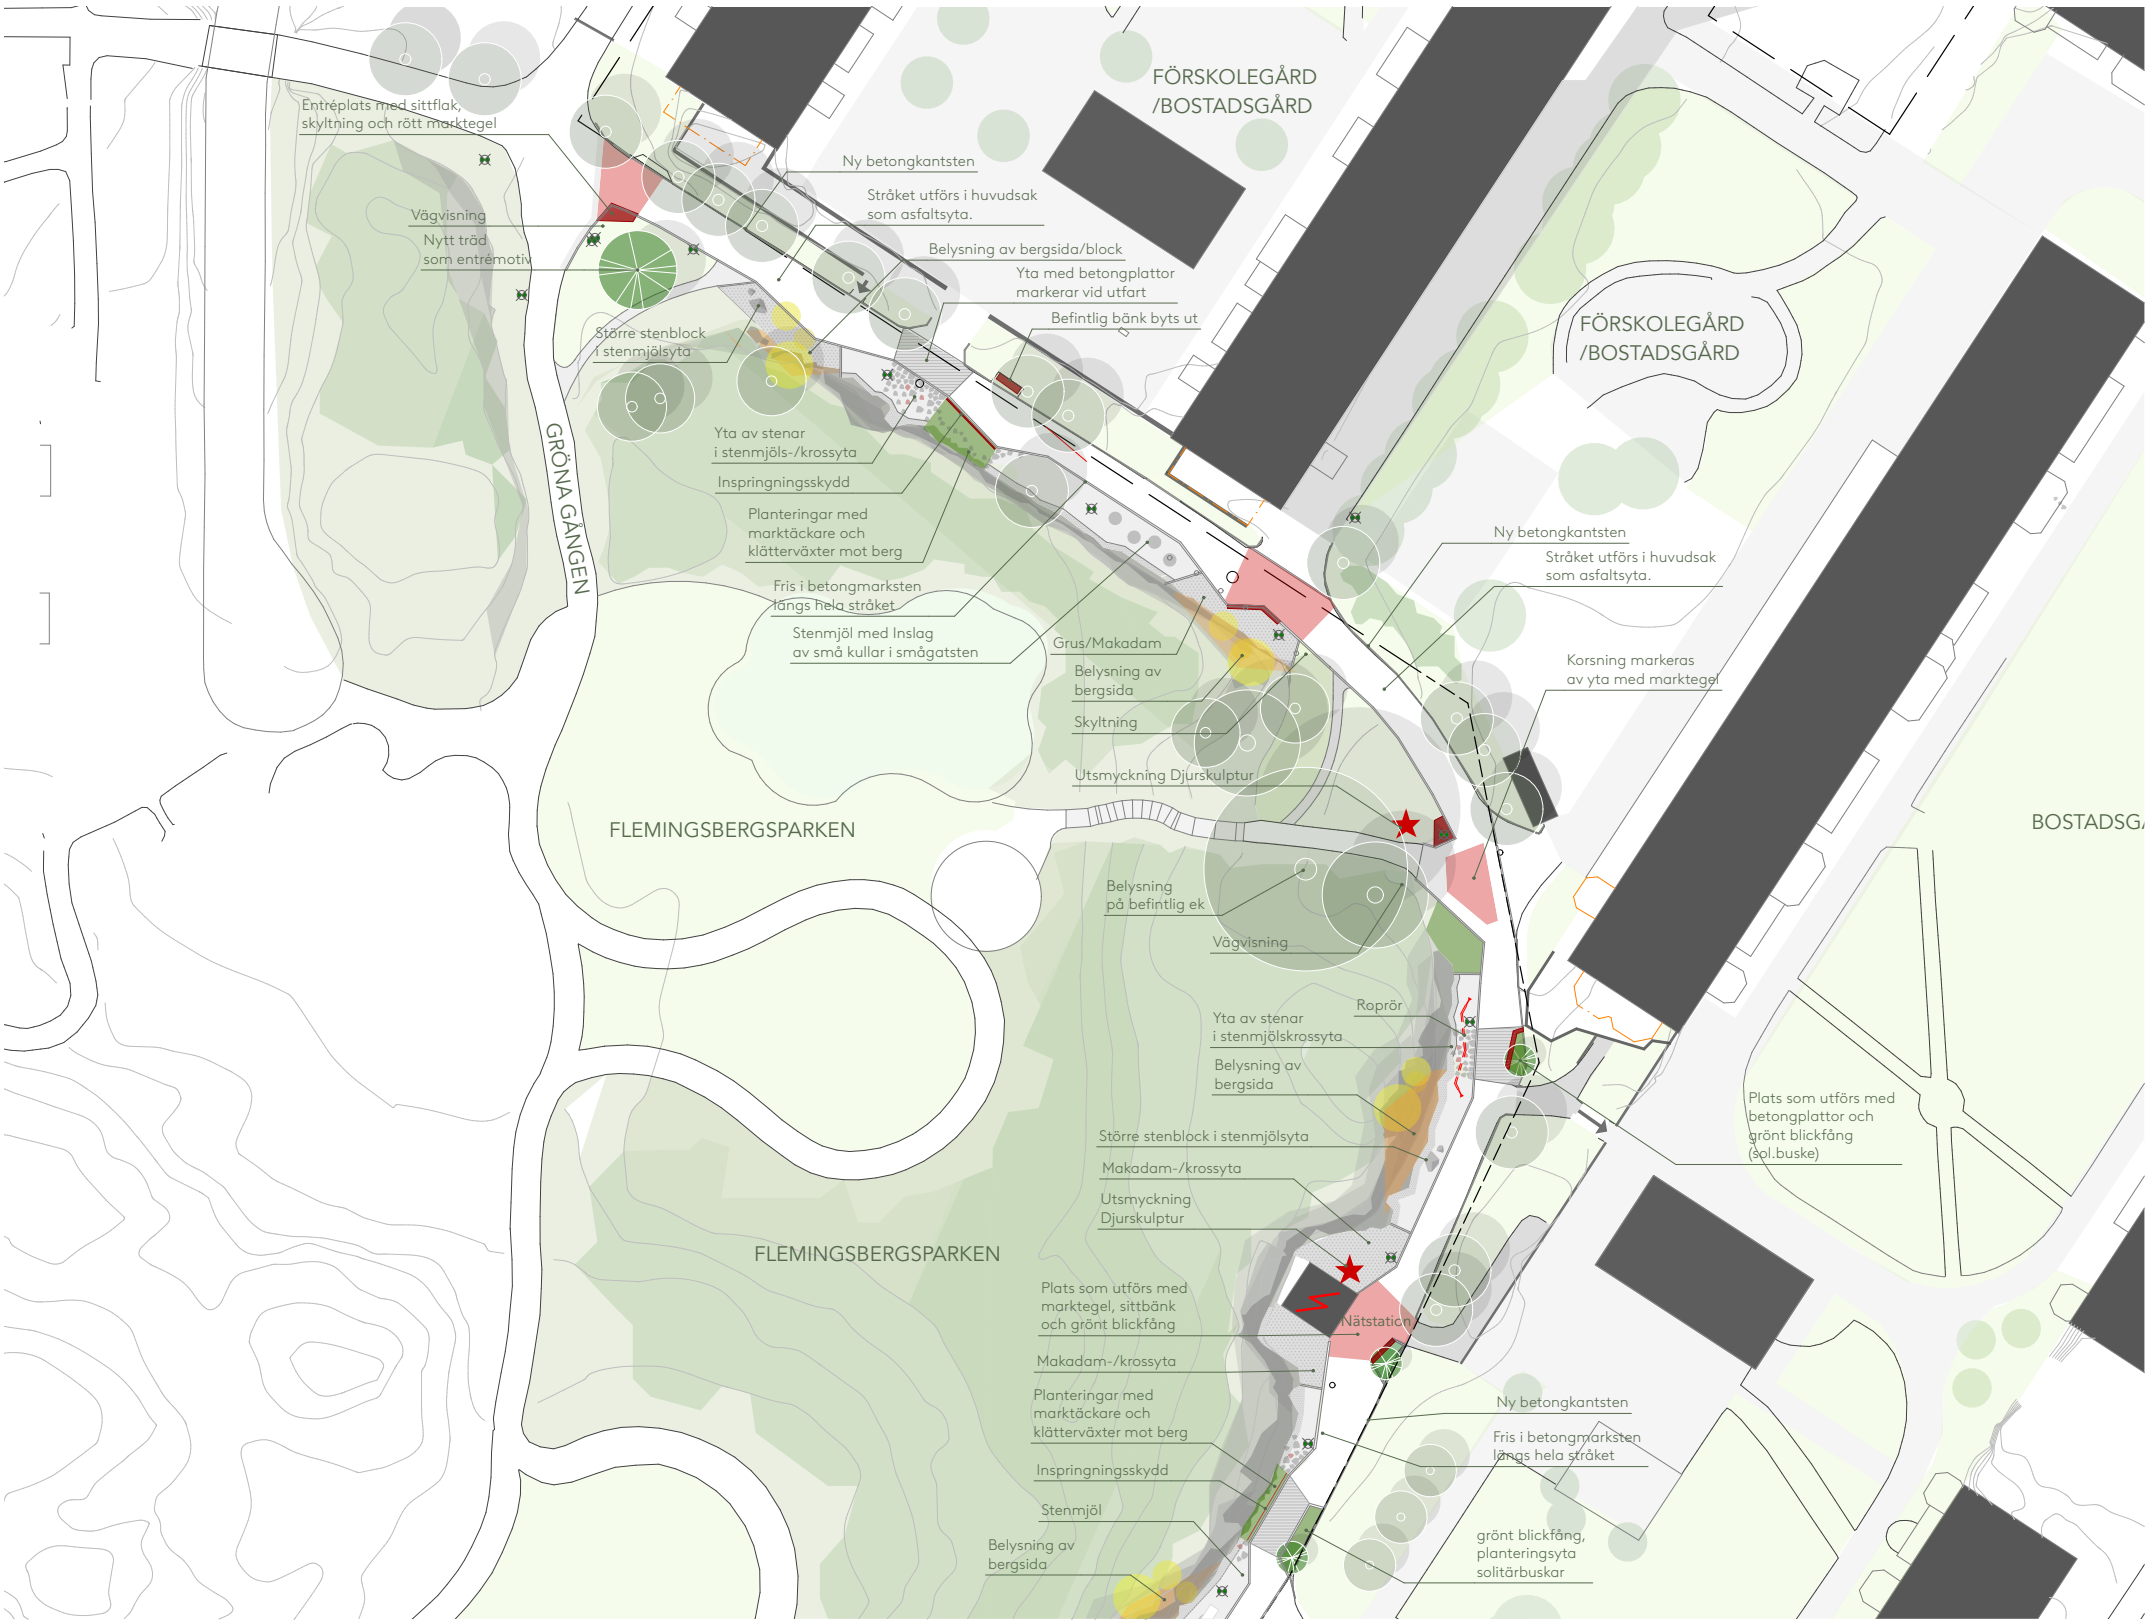 FÖRSKOLEGÅRD
/BOSTADSGÅRD
Entréplats med sittflak,
skyltning och rött marktegel
Ny betongkantsten
Stråket utförs i huvudsak
som asfaltsyta.
Vägvisning
Nytt träd
som entrémotiv
Belysning av bergsida/block
Yta med betongplattor
markerar vid utfart
Befintlig bänk byts ut
Större stenblock
i stenmjölsyta
FÖRSKOLEGÅRD
/BOSTADSGÅRD
GRÖNA GÅNGEN
Yta av stenar
i stenmjöls-/krossyta
Inspringningsskydd
Planteringar med
marktäckare och
klätterväxter mot berg
Ny betongkantsten
Stråket utförs i huvudsak
som asfaltsyta.
Fris i betongmarksten
längs hela stråket
Stenmjöl med Inslag
av små kullar i smågatsten
Grus/Makadam
Belysning av
bergsida
Skyltning
Korsning markeras
av yta med marktegel
Utsmyckning Djurskulptur
FLEMINGSBERGSPARKEN
BOSTADSGÅ
Belysning
på befintlig ek
Vägvisning
Roprör
Yta av stenar
i stenmjölskrossyta
Belysning av
bergsida
Större stenblock i stenmjölsyta
Makadam-/krossyta
Utsmyckning
Djurskulptur
Plats som utförs med
betongplattor och
grönt blickfång
(sol.buske)
FLEMINGSBERGSPARKEN
Plats som utförs med
marktegel, sittbänk
och grönt blickfång
Nätstation
Makadam-/krossyta
Planteringar med
marktäckare och
klätterväxter mot berg
Ny betongkantsten
Fris i betongmarksten
längs hela stråket
Inspringningsskydd
Stenmjöl
Belysning av
bergsida
grönt blickfång,
planteringsyta
solitärbuskar